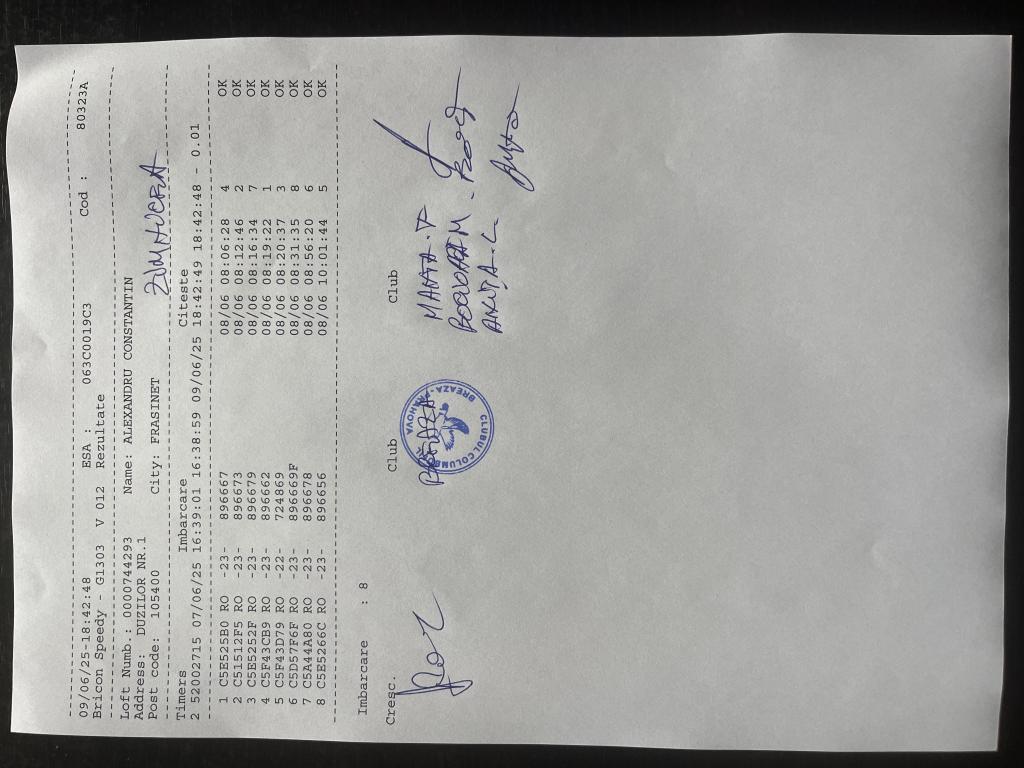 09/06/25-18:42:48 ESA : 063C0019C3 Cod : 80323A
Bricon Speedy - G1303 V 012 Rezultate
Loft Numb.: 0000744293 Name: ALEXANDRU CONSTANTIN
Address: DUZILOR NR.1
Post code: 105400 City: FRASINET
Timers Imbarcare Citeste
2 52002715 07/06/25 16:39:01 16:38:59 09/06/25 18:42:49 18:42:48 - 0.01
1 C5E525B0 RO -23- 896667 08/06 08:06:28 4 OK
2 C51512F5 RO -23- 896673 08/06 08:12:46 2 OK
3 C5E5252F RO -23- 896679 08/06 08:16:34 7 OK
4 C5F43CB9 RO -23- 896662 08/06 08:19:22 1 OK
5 C5F43D79 RO -22- 724869 08/06 08:20:37 3 OK
6 C5D57F6F RO -23- 896669F 08/06 08:31:35 8 OK
7 C5A44A80 RO -23- 896678 08/06 08:56:20 6 OK
8 C5E5266C RO -23- 896656 08/06 10:01:44 5 OK
Imbarcare : 8
Cresc. Club Club
BREAZA
CLUBUL COLUMBOFIL
BREAZA - PRAHOVA
MANTA.P
ANITA.C